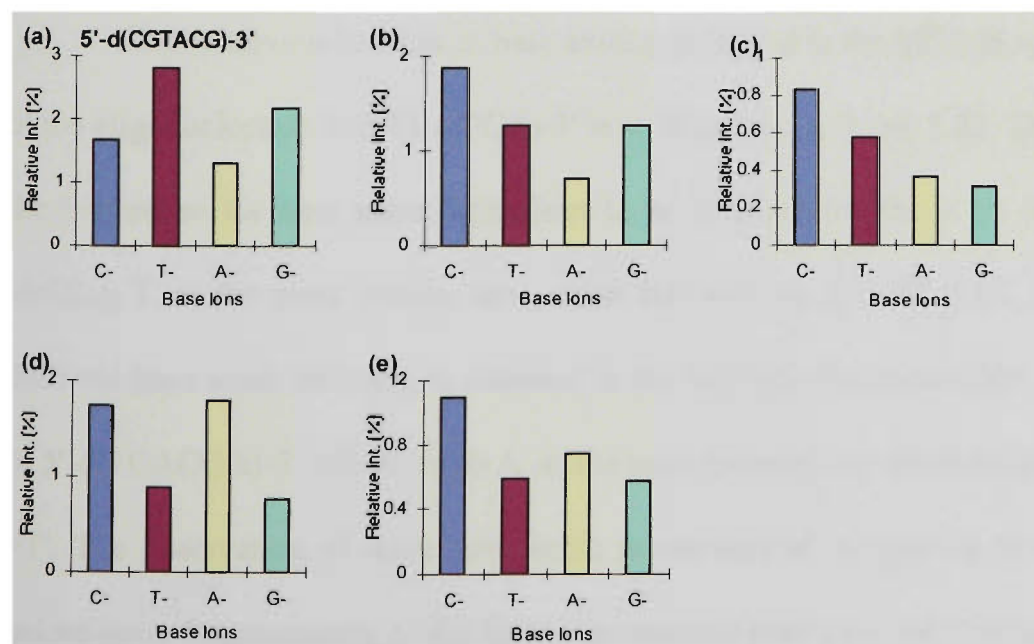 (a) 5'-d(CGTACG)-3'
Relative Int. (%)
3
2
1
0
C- T- A- G-
Base Ions
(b)
Relative Int. (%)
2
1
0
C- T- A- G-
Base Ions
(c)
Relative Int. (%)
1
0.8
0.6
0.4
0.2
0
C- T- A- G-
Base Ions
(d)
Relative Int. (%)
2
1
0
C- T- A- G-
Base Ions
(e)
Relative Int. (%)
1.2
0.8
0.4
0
C- T- A- G-
Base Ions